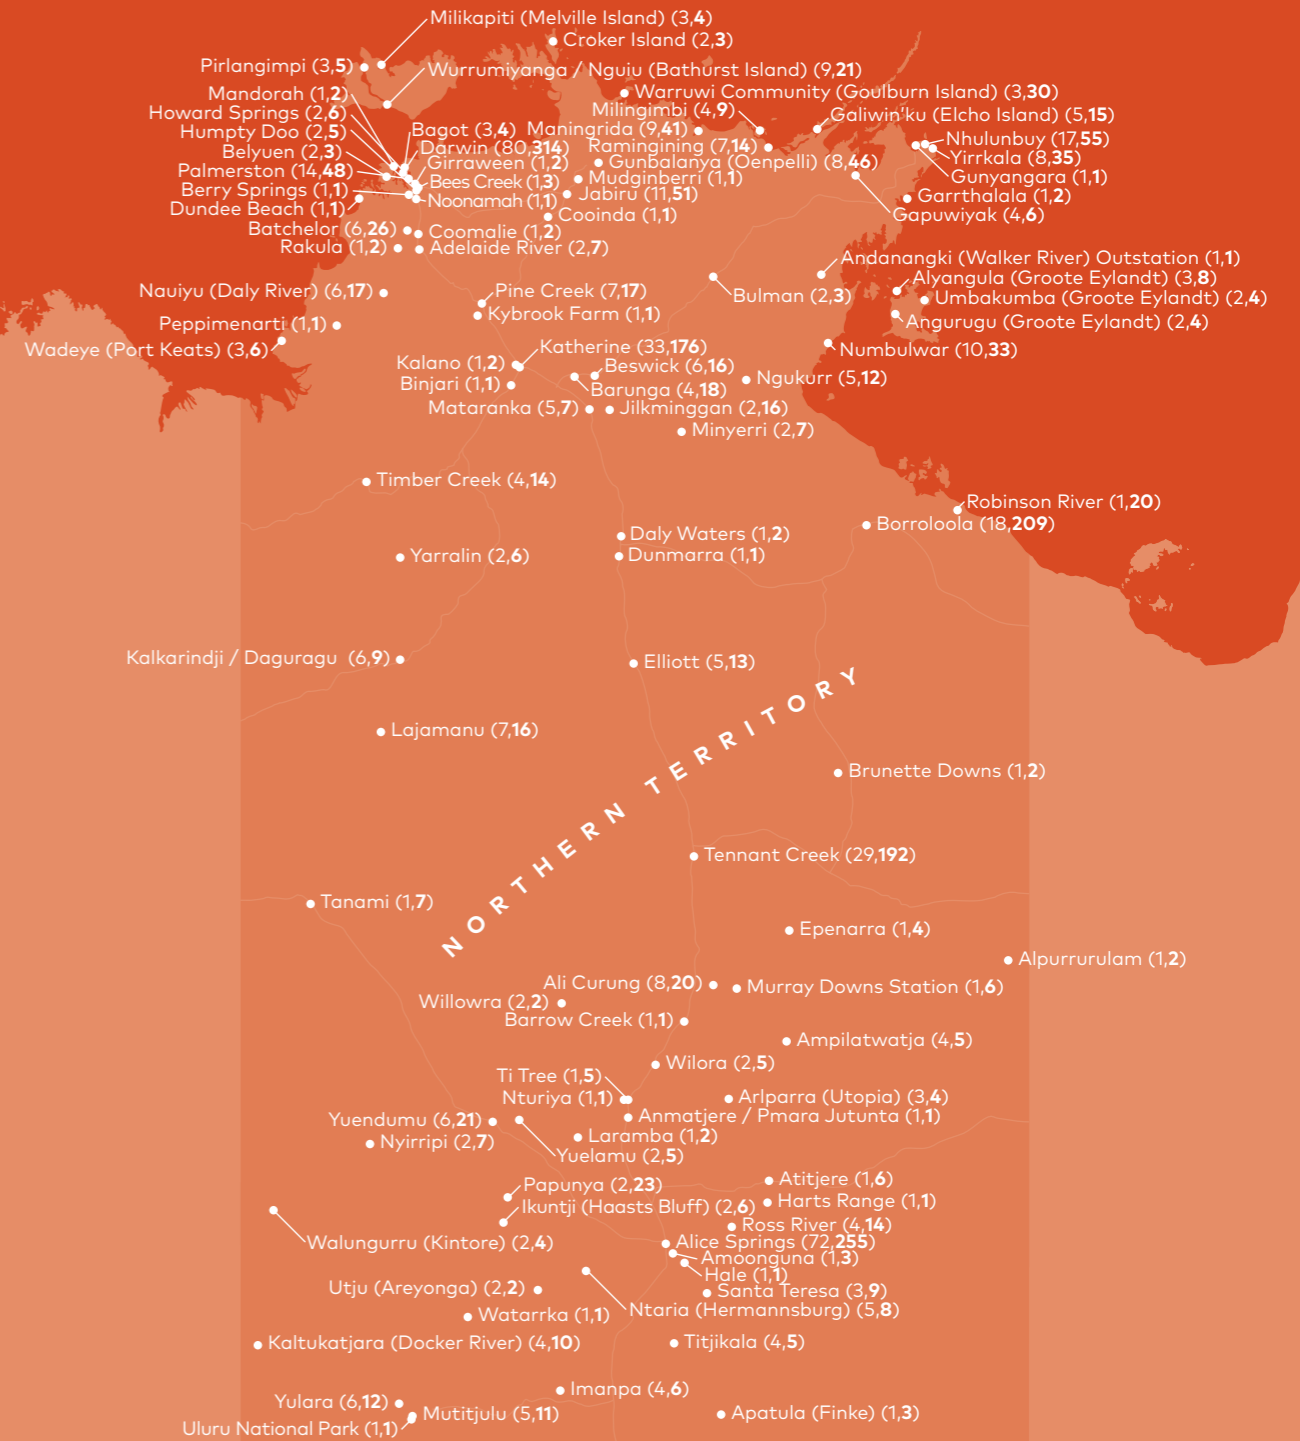 Milikapiti (Melville Island) (3,4)
Croker Island (2,3)
Pirlangimpi (3,5)
Wurrumiyanga / Nguiu (Bathurst Island) (9,21)
Mandorah (1,2)
Warruwi Community (Goulburn Island) (3,30)
Howard Springs (2,6)
Milingimbi (4,9)
Galiwin'ku (Elcho Island) (5,15)
Humpty Doo (2,5)
Bagot (3,4)
Maningrida (9,41)
Nhulunbuy (17,55)
Belyuen (2,3)
Darwin (80,314)
Ramingining (7,14)
Yirrkala (8,35)
Palmerston (14,48)
Girraween (1,2)
Gunbalanya (Oenpelli) (8,46)
Gunyangara (1,1)
Berry Springs (1,1)
Bees Creek (1,3)
Mudginberri (1,1)
Garrthalala (1,2)
Dundee Beach (1,1)
Noonamah (1,1)
Jabiru (11,51)
Gapuwiyak (4,6)
Cooinda (1,1)
Batchelor (6,26)
Coomalie (1,2)
Rakula (1,2)
Adelaide River (2,7)
Andanangki (Walker River) Outstation (1,1)
Alyangula (Groote Eylandt) (3,8)
Nauiyu (Daly River) (6,17)
Pine Creek (7,17)
Bulman (2,3)
Umbakumba (Groote Eylandt) (2,4)
Kybrook Farm (1,1)
Angurugu (Groote Eylandt) (2,4)
Peppimenarti (1,1)
Wadeye (Port Keats) (3,6)
Katherine (33,176)
Numbulwar (10,33)
Kalano (1,2)
Beswick (6,16)
Binjari (1,1)
Barunga (4,18)
Ngukurr (5,12)
Mataranka (5,7)
Jilkminggan (2,16)
Minyerri (2,7)
Timber Creek (4,14)
Robinson River (1,20)
Borroloola (18,209)
Daly Waters (1,2)
Yarralin (2,6)
Dunmarra (1,1)
Kalkarindji / Daguragu (6,9)
Elliott (5,13)
NORTHERN TERRITORY
Lajamanu (7,16)
Brunette Downs (1,2)
Tennant Creek (29,192)
Tanami (1,7)
Epenarra (1,4)
Alpurrurulam (1,2)
Ali Curung (8,20)
Murray Downs Station (1,6)
Willowra (2,2)
Barrow Creek (1,1)
Ampilatwatja (4,5)
Wilora (2,5)
Ti Tree (1,5)
Nturiya (1,1)
Arlparra (Utopia) (3,4)
Anmatjere / Pmara Jutunta (1,1)
Yuendumu (6,21)
Laramba (1,2)
Nyirripi (2,7)
Yuelamu (2,5)
Atitjere (1,6)
Papunya (2,23)
Harts Range (1,1)
Ikuntji (Haasts Bluff) (2,6)
Ross River (4,14)
Walungurru (Kintore) (2,4)
Alice Springs (72,255)
Amoonguna (1,3)
Hale (1,1)
Utju (Areyonga) (2,2)
Santa Teresa (3,9)
Ntaria (Hermannsburg) (5,8)
Watarrka (1,1)
Kaltukatjara (Docker River) (4,10)
Titjikala (4,5)
Imanpa (4,6)
Yulara (6,12)
Mutitjulu (5,11)
Apatula (Finke) (1,3)
Uluru National Park (1,1)